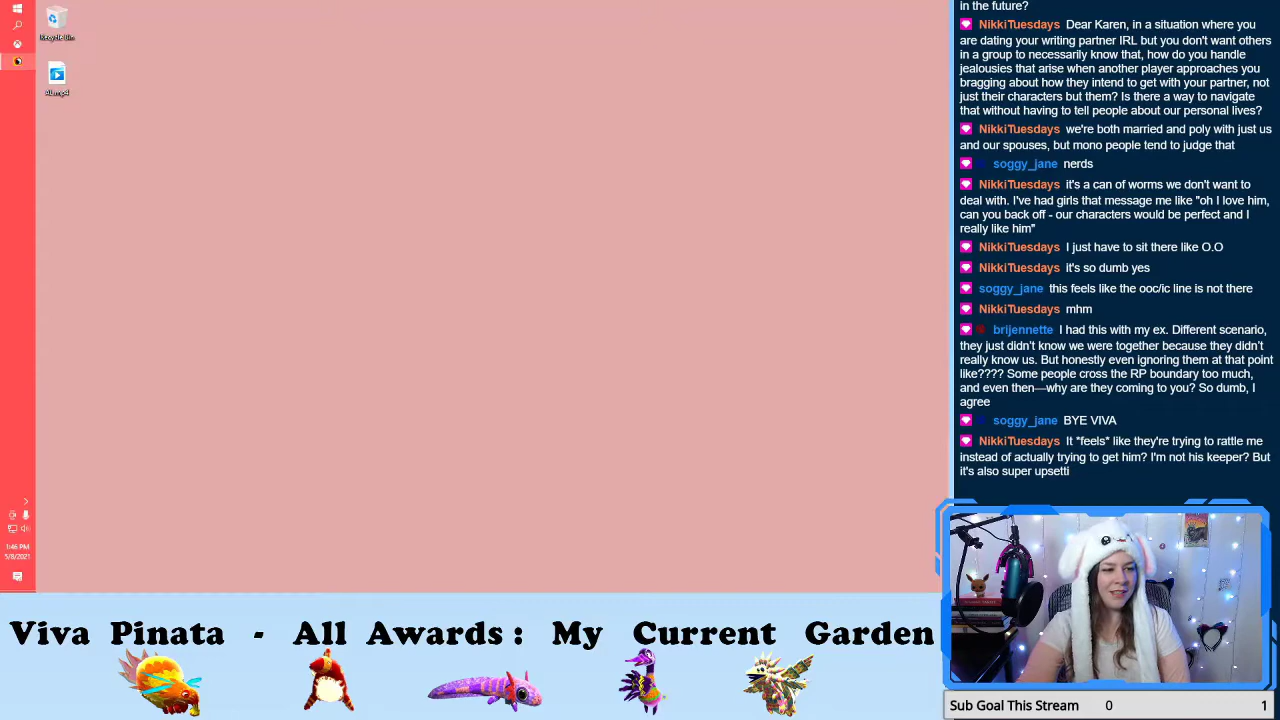 Recycle Bin
AL.mp4
1:46 PM
5/8/2021
in the future?
NikkiTuesdays Dear Karen, in a situation where you
are dating your writing partner IRL but you don't want others
in a group to necessarily know that, how do you handle
jealousies that arise when another player approaches you
bragging about how they intend to get with your partner, not
just their characters but them? Is there a way to navigate
that without having to tell people about our personal lives?
NikkiTuesdays we're both married and poly with just us
and our spouses, but mono people tend to judge that
soggy_jane nerds
NikkiTuesdays it's a can of worms we don't want to
deal with. I've had girls that message me like "oh I love him,
can you back off - our characters would be perfect and I
really like him"
NikkiTuesdays I just have to sit there like O.O
NikkiTuesdays it's so dumb yes
soggy_jane this feels like the ooc/ic line is not there
NikkiTuesdays mhm
brijennette I had this with my ex. Different scenario,
they just didn't know we were together because they didn't
really know us. But honestly even ignoring them at that point
like???? Some people cross the RP boundary too much,
and even then—why are they coming to you? So dumb, I
agree
soggy_jane BYE VIVA
NikkiTuesdays It *feels* like they're trying to rattle me
instead of actually trying to get him? I'm not his keeper? But
it's also super upsetti
Viva Pinata - All Awards: My Current Garden
Sub Goal This Stream 0 1